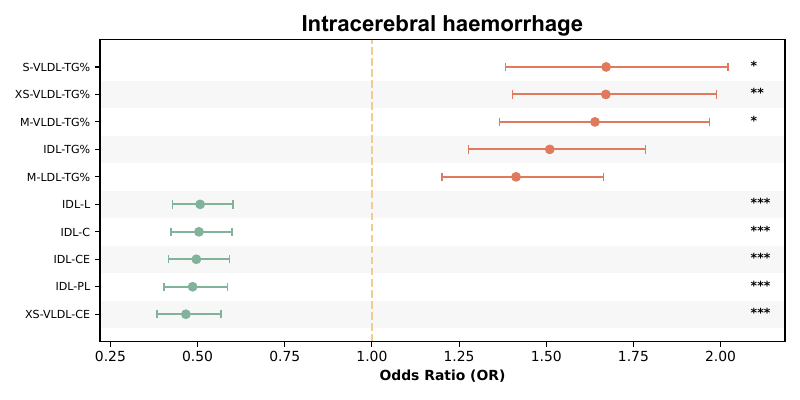 Intracerebral haemorrhage
S-VLDL-TG% *
XS-VLDL-TG% **
M-VLDL-TG% *
IDL-TG%
M-LDL-TG%
IDL-L ***
IDL-C ***
IDL-CE ***
IDL-PL ***
XS-VLDL-CE ***
0.25 0.50 0.75 1.00 1.25 1.50 1.75 2.00
Odds Ratio (OR)